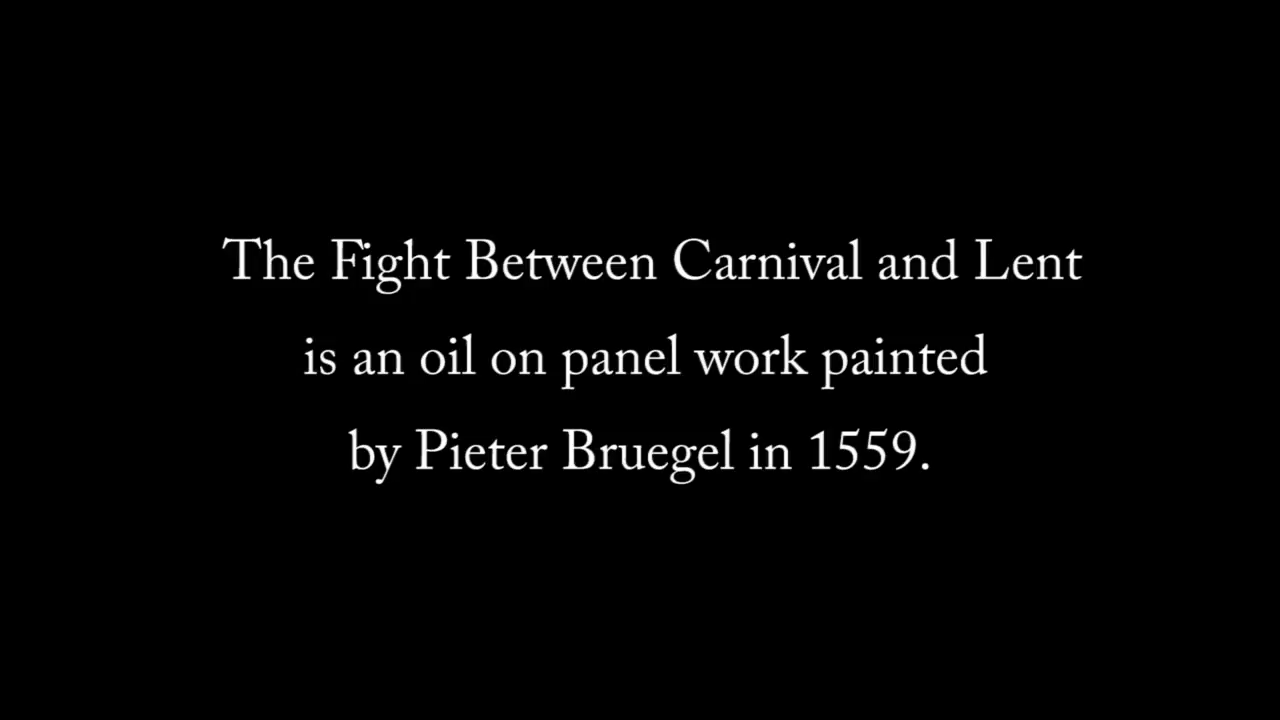 The Fight Between Carnival and Lent
is an oil on panel work painted
by Pieter Bruegel in 1559.